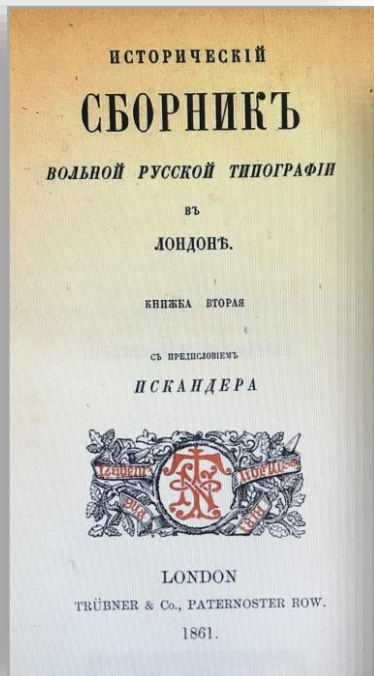 ИСТОРИЧЕСКІЙ
СБОРНИКЪ
ВОЛЬНОЙ РУССКОЙ ТИПОГРАФІИ
ВЪ
ЛОНДОНѢ.
КНИЖКА ВТОРАЯ
СЪ ПРЕДИСЛОВІЕМЪ
ИСКАНДЕРА
LONDON
TRÜBNER & Co., PATERNOSTER ROW.
1861.